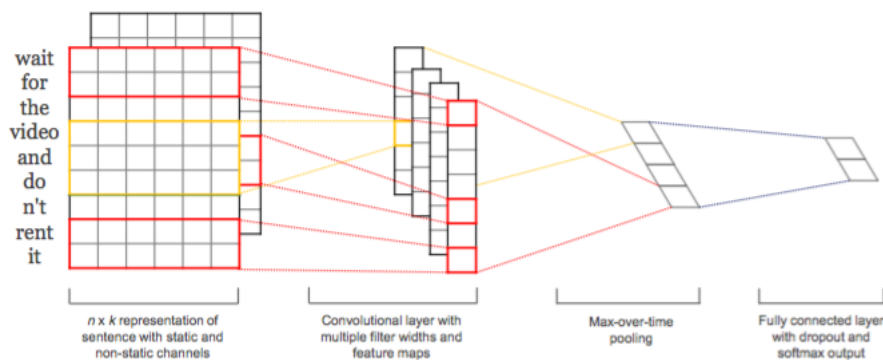 wait
for
the
video
and
do
n't
rent
it
n x k representation of
sentence with static and
non-static channels
Convolutional layer with
multiple filter widths and
feature maps
Max-over-time
pooling
Fully connected layer
with dropout and
softmax output